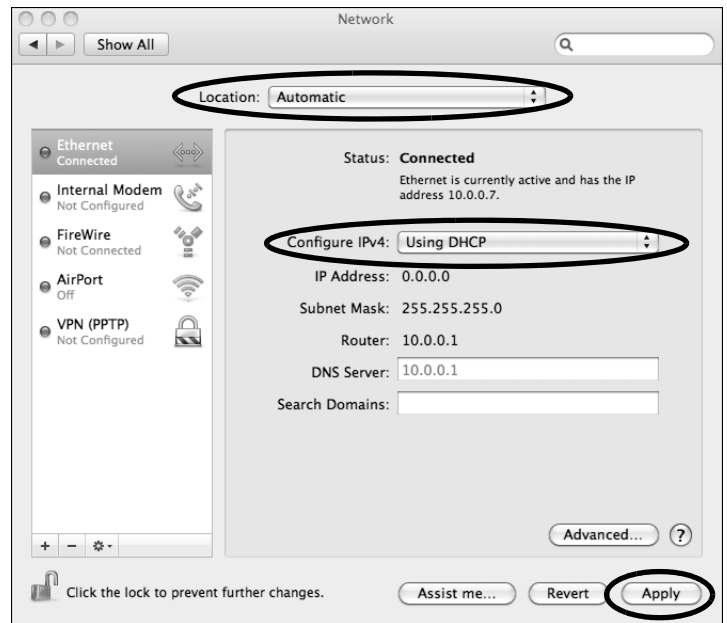 Network
Show All
Location: Automatic
Ethernet
Connected
Internal Modem
Not Configured
FireWire
Not Connected
AirPort
Off
VPN (PPTP)
Not Configured
Status: Connected
Ethernet is currently active and has the IP
address 10.0.0.7.
Configure IPv4: Using DHCP
IP Address: 0.0.0.0
Subnet Mask: 255.255.255.0
Router: 10.0.0.1
DNS Server: 10.0.0.1
Search Domains:
Advanced... ?
Click the lock to prevent further changes.
Assist me... Revert Apply